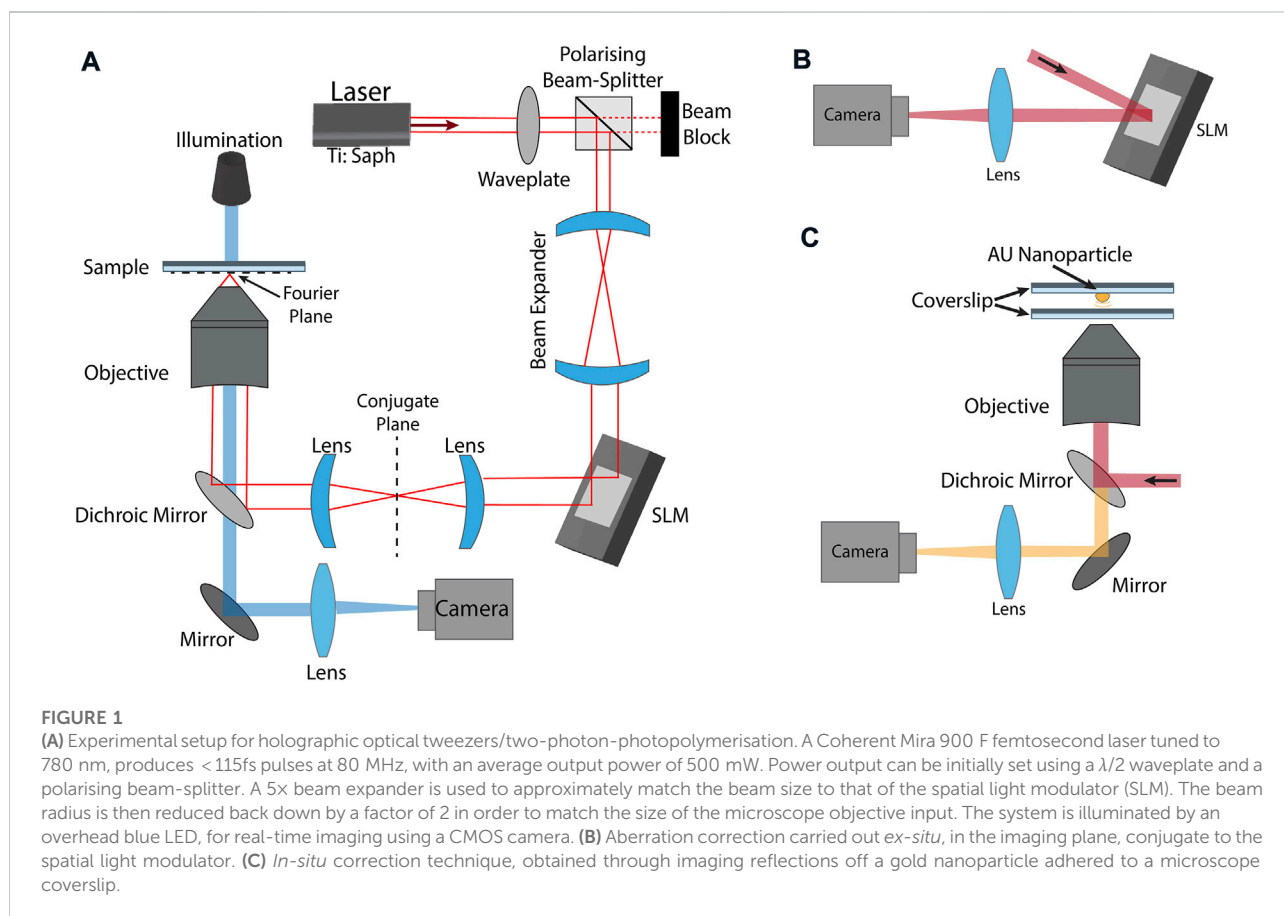 A
Polarising
Beam-Splitter
Laser
Ti: Saph
Waveplate
Beam
Block
Illumination
Sample
Fourier
Plane
Objective
Beam Expander
Conjugate
Plane
Lens
Lens
Dichroic Mirror
SLM
Mirror
Lens
Camera
B
Camera
Lens
SLM
C
AU Nanoparticle
Coverslip
Objective
Dichroic Mirror
Camera
Lens
Mirror
FIGURE 1
(A) Experimental setup for holographic optical tweezers/two-photon-photopolymerisation. A Coherent Mira 900 F femtosecond laser tuned to
780 nm, produces <115fs pulses at 80 MHz, with an average output power of 500 mW. Power output can be initially set using a λ/2 waveplate and a
polarising beam-splitter. A 5× beam expander is used to approximately match the beam size to that of the spatial light modulator (SLM). The beam
radius is then reduced back down by a factor of 2 in order to match the size of the microscope objective input. The system is illuminated by an
overhead blue LED, for real-time imaging using a CMOS camera. (B) Aberration correction carried out ex-situ, in the imaging plane, conjugate to the
spatial light modulator. (C) In-situ correction technique, obtained through imaging reflections off a gold nanoparticle adhered to a microscope
coverslip.